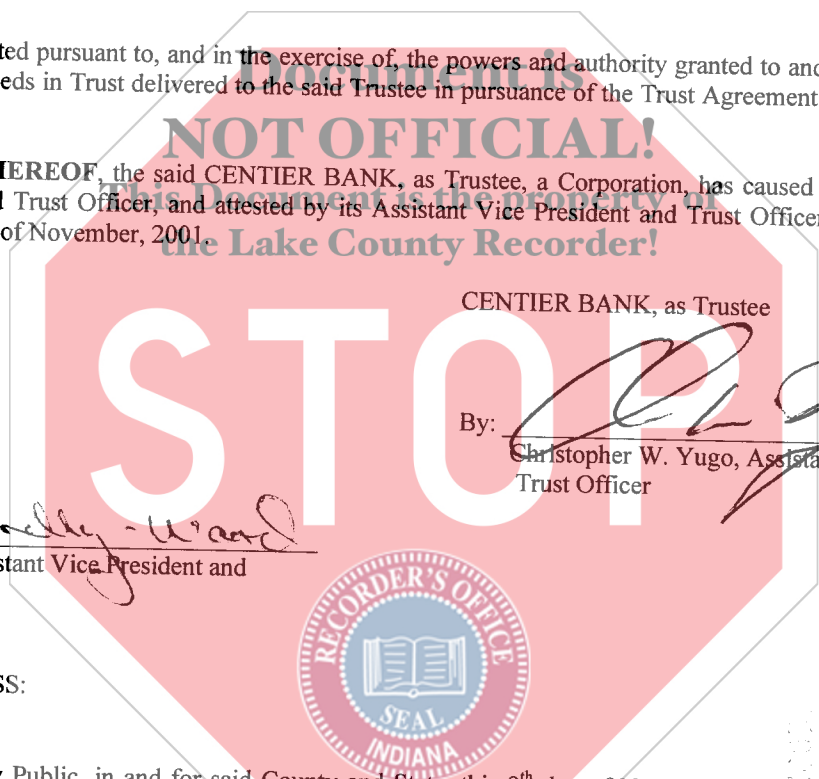 ted pursuant to, and in the exercise of, the powers and authority granted to and
eds in Trust delivered to the said Trustee in pursuance of the Trust Agreement
Document is
NOT OFFICIAL!
This Document is the property of
the Lake County Recorder!
IEREOF, the said CENTIER BANK, as Trustee, a Corporation, has caused
Trust Officer, and attested by its Assistant Vice President and Trust Officer
of November, 2001.
CENTIER BANK, as Trustee
STOP
By:
Christopher W. Yugo, Assista
Trust Officer
stant Vice President and
RECORDER'S OFFICE
SEAL
INDIANA
SS:
Public, in and for said County and State, this